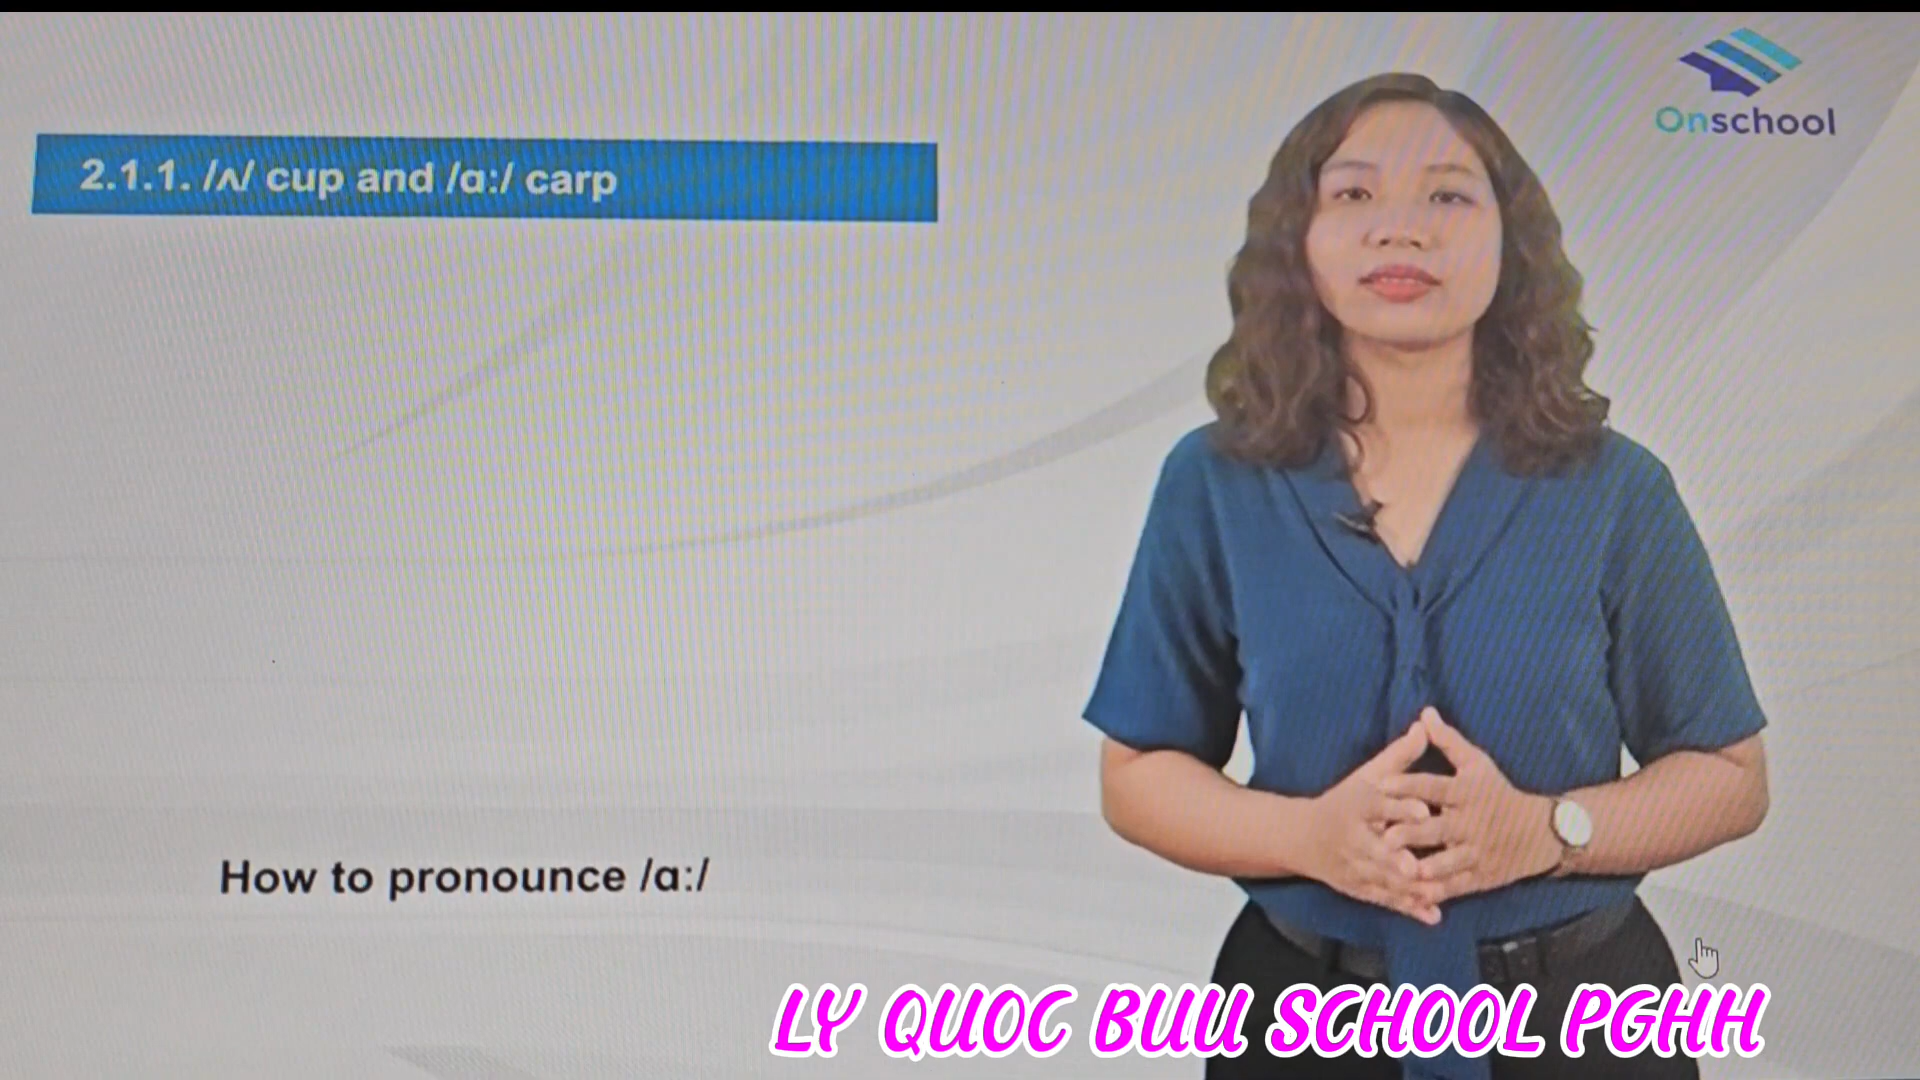 Onschool
2.1.1. /ʌ/ cup and /ɑ:/ carp
How to pronounce /ɑ:/
LY QUOC BUU SCHOOL PGHH